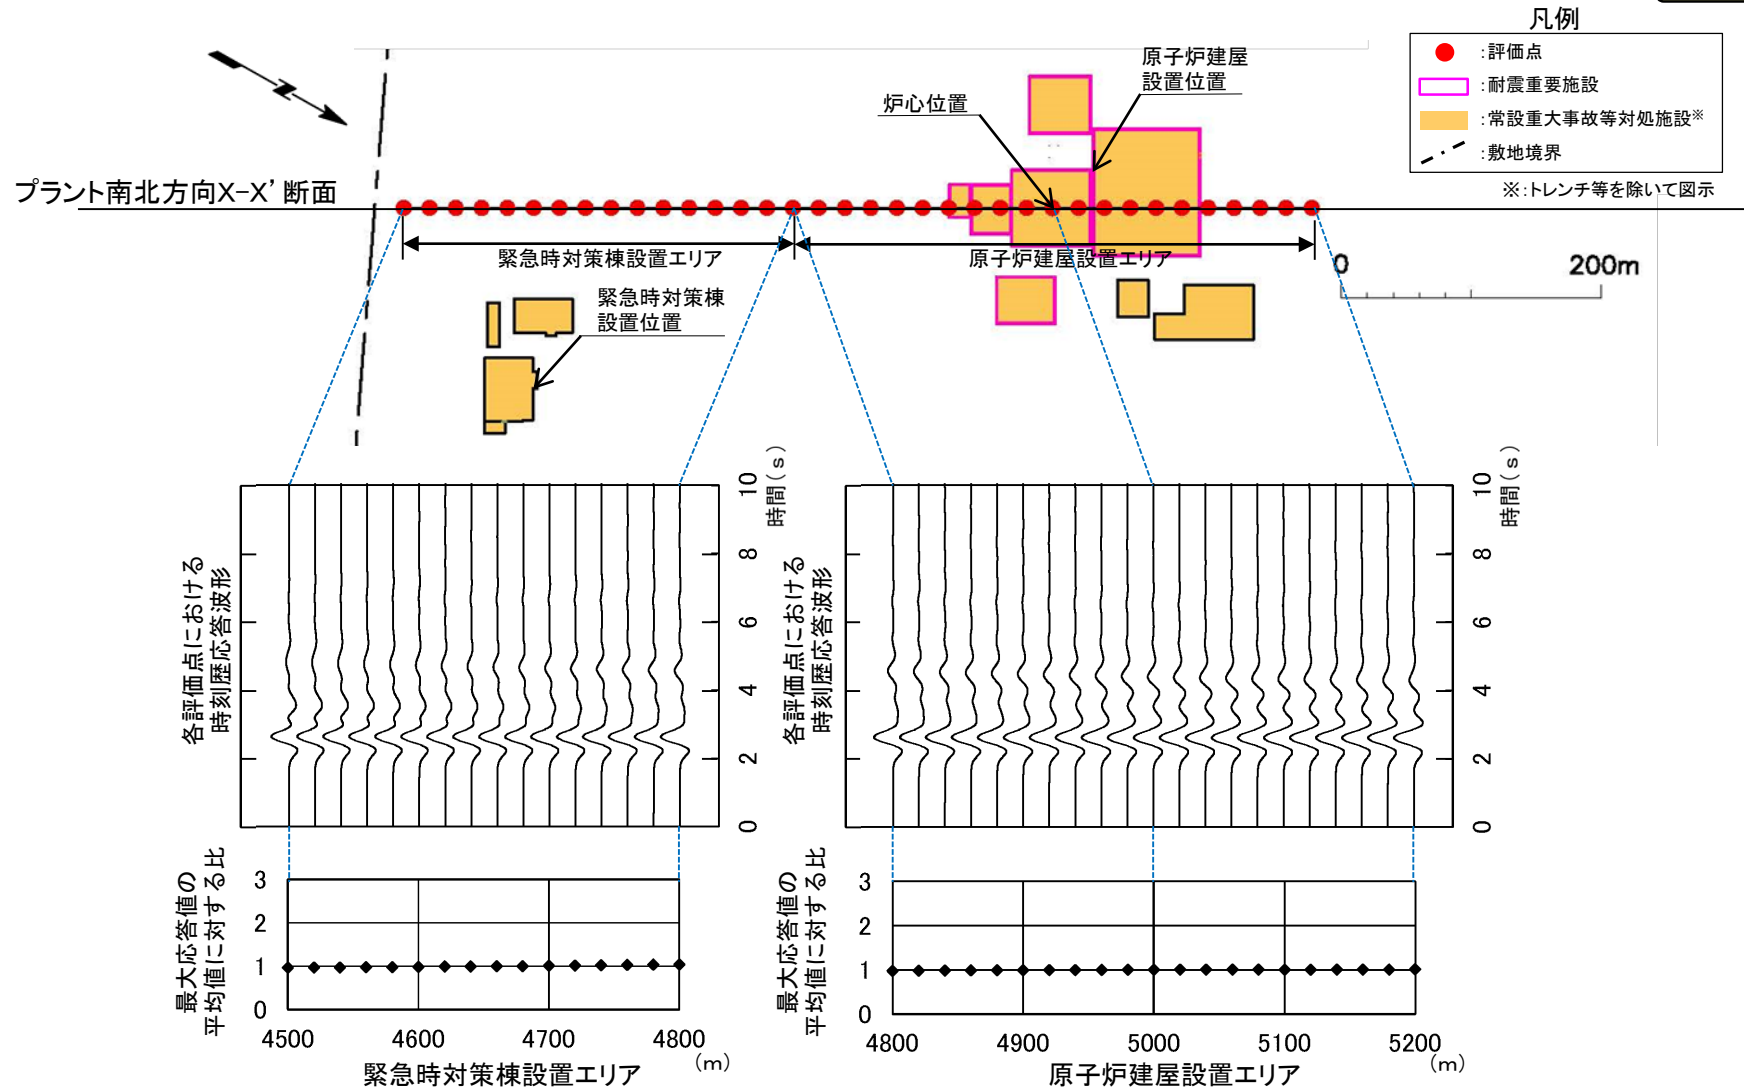 凡例
:評価点
:耐震重要施設
:常設重大事故等対処施設※
:敷地境界
※:トレンチ等を除いて図示
原子炉建屋
設置位置
炉心位置
プラント南北方向X-X’断面
緊急時対策棟設置エリア
原子炉建屋設置エリア
0
200m
緊急時対策棟
設置位置
各評価点における
時刻歴応答波形
10
8
6
4
2
0
時間(s)
各評価点における
時刻歴応答波形
10
8
6
4
2
0
時間(s)
最大応答値の
平均値に対する比
3
2
1
0
4500 4600 4700 4800
(m)
緊急時対策棟設置エリア
最大応答値の
平均値に対する比
3
2
1
0
4800 4900 5000 5100 5200
(m)
原子炉建屋設置エリア